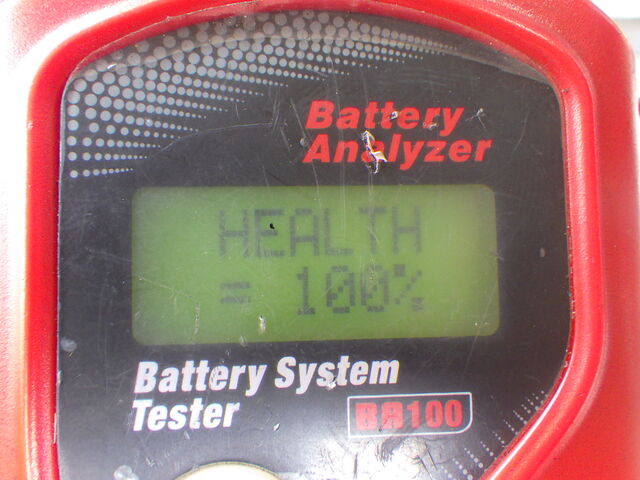 Battery
Analyzer
HEALTH
= 100%
Battery System
Tester
BA100